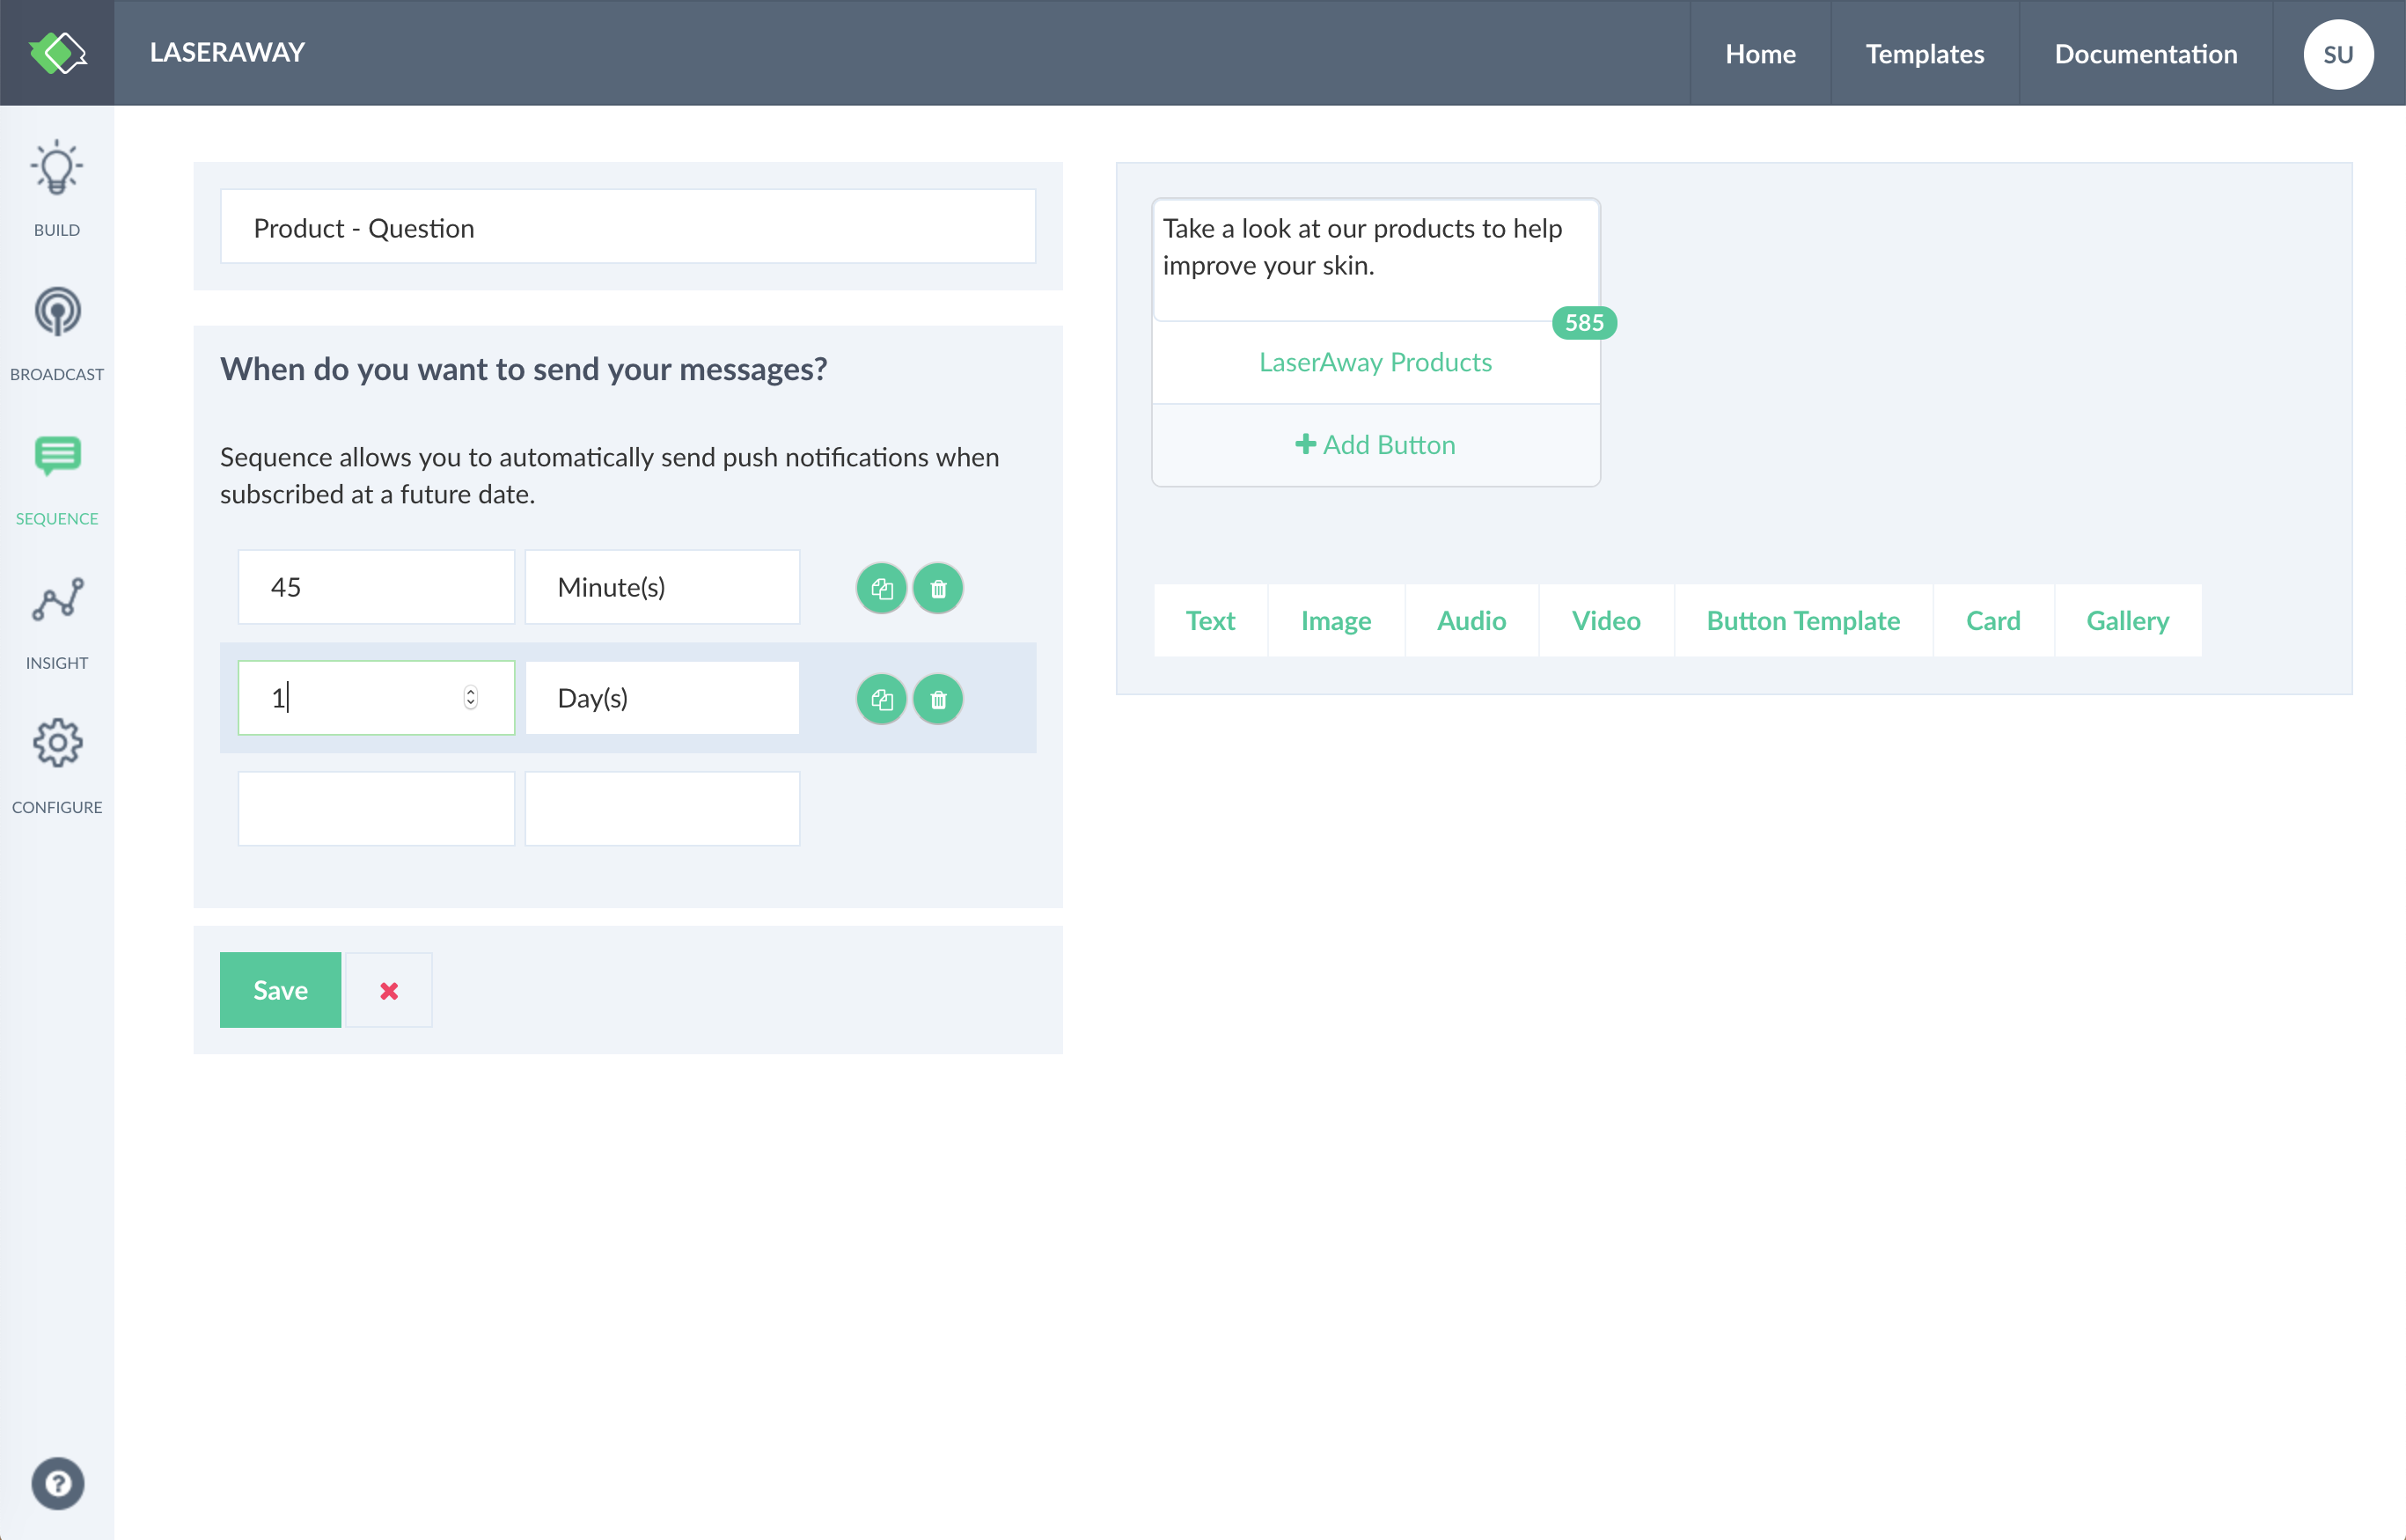 LASERAWAY
Home
Templates
Documentation
SU
BUILD
BROADCAST
SEQUENCE
INSIGHT
CONFIGURE
?
Product - Question
When do you want to send your messages?
Sequence allows you to automatically send push notifications when
subscribed at a future date.
45
Minute(s)
1
Day(s)
Save
Take a look at our products to help
improve your skin.
585
LaserAway Products
Add Button
Text
Image
Audio
Video
Button Template
Card
Gallery